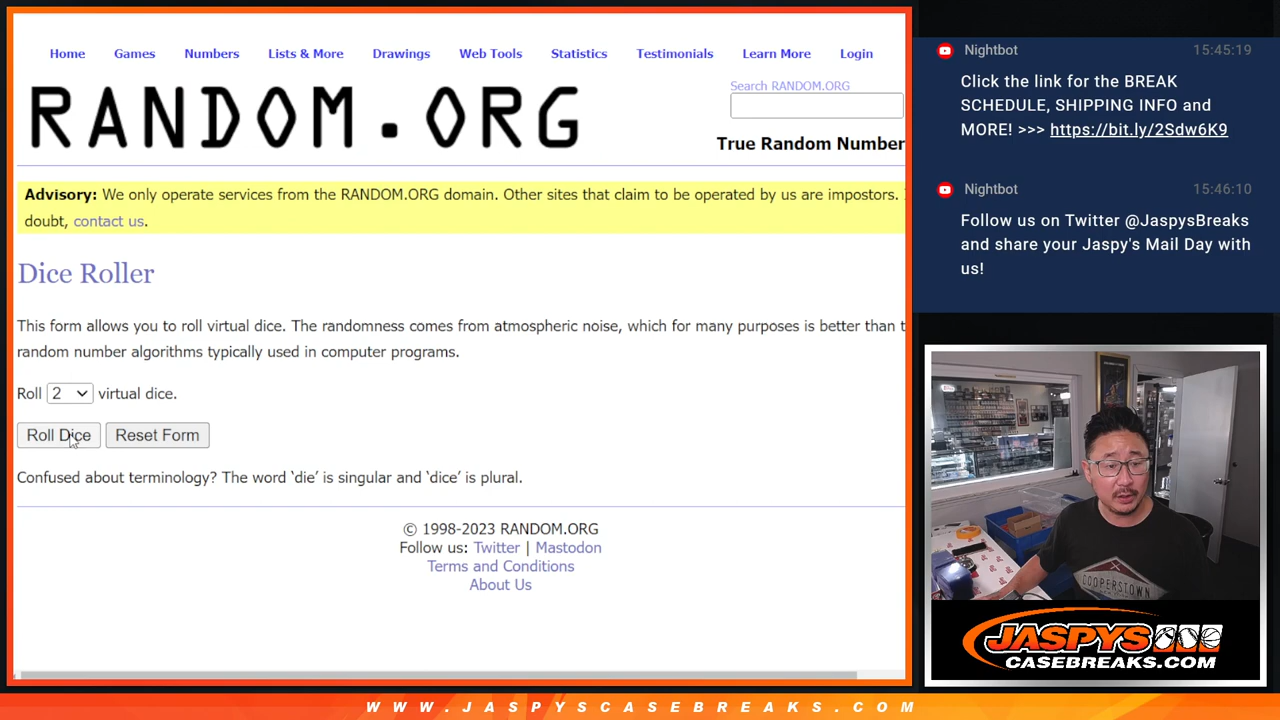 Home Games Numbers Lists & More Drawings Web Tools Statistics Testimonials Learn More Login
RANDOM.ORG
Search RANDOM.ORG
True Random Number
Advisory: We only operate services from the RANDOM.ORG domain. Other sites that claim to be operated by us are impostors.
doubt, contact us.
Dice Roller
This form allows you to roll virtual dice. The randomness comes from atmospheric noise, which for many purposes is better than t
random number algorithms typically used in computer programs.
Roll 2 virtual dice.
Roll Dice Reset Form
Confused about terminology? The word ‘die’ is singular and ‘dice’ is plural.
© 1998-2023 RANDOM.ORG
Follow us: Twitter | Mastodon
Terms and Conditions
About Us
Nightbot 15:45:19
Click the link for the BREAK
SCHEDULE, SHIPPING INFO and
MORE! >>> https://bit.ly/2Sdw6K9
Nightbot 15:46:10
Follow us on Twitter @JaspysBreaks
and share your Jaspy's Mail Day with
us!
COOPERSTOWN
JASPYS
CASEBREAKS.COM
WWW.JASPYSCASEBREAKS.COM